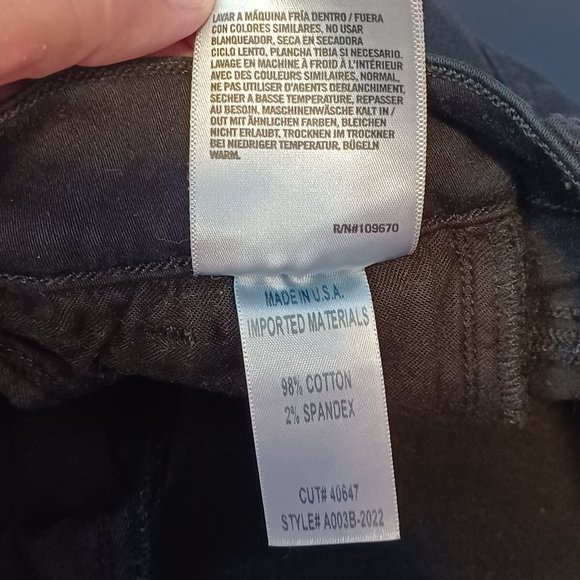 LAVAR A MÁQUINA FRÍA DENTRO / FUERA
CON COLORES SIMILARES, NO USAR
BLANQUEADOR, SECA EN SECADORA
CICLO LENTO, PLANCHA TIBIA SI NECESARIO.
LAVAGE EN MACHINE À FROID À L'INTÉRIEUR
AVEC DES COULEURS SIMILAIRES, NORMAL,
NE PAS UTILISER D'AGENTS DEBLANCHIMENT,
SECHER A BASSE TEMPERATURE, REPASSER
AU BESOIN. MASCHINENWÄSCHE KALT IN /
OUT MIT ÄHNLICHEN FARBEN, BLEICHEN
NICHT ERLAUBT, TROCKNEN IM TROCKNER
BEI NIEDRIGER TEMPERATUR, BÜGELN
WARM.
R/N#109670
MADE IN U.S.A.
IMPORTED MATERIALS
98% COTTON
2% SPANDEX
CUT# 40647
STYLE# A003B-2022